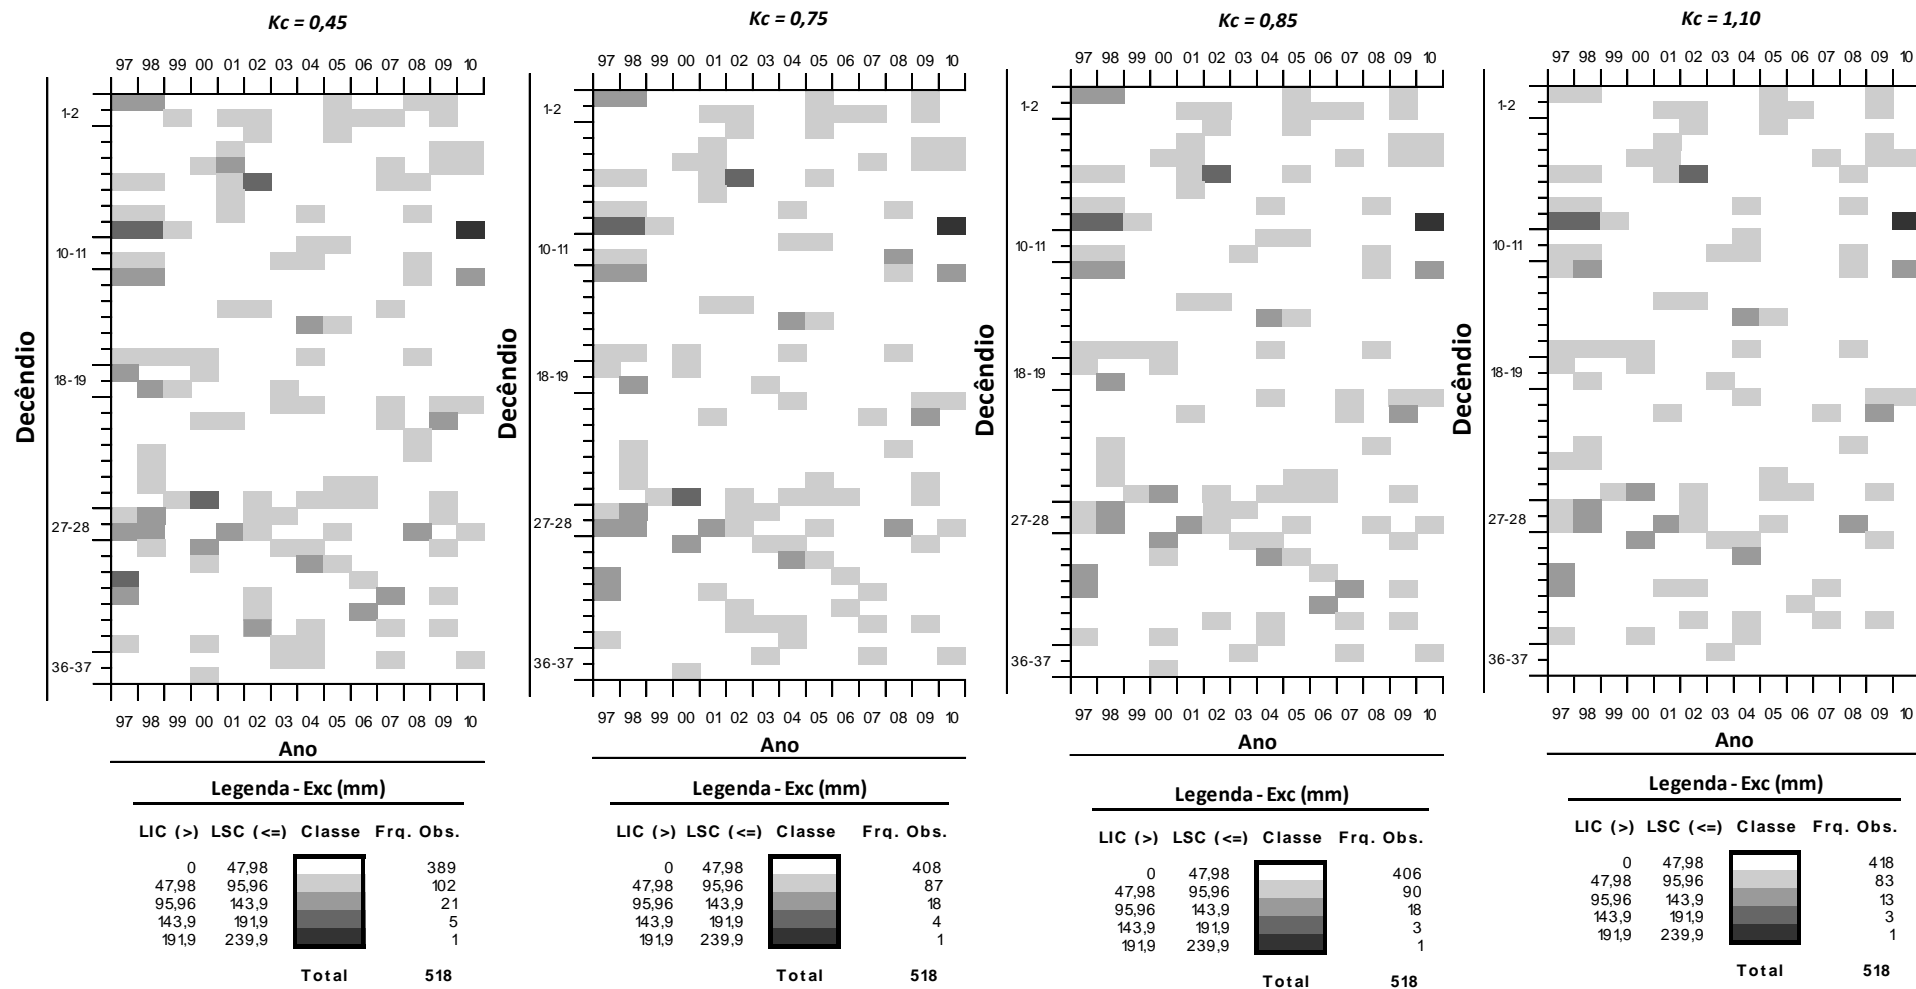 Kc = 0,45
97 98 99 00 01 02 03 04 05 06 07 08 09 10
1-2
10-11
18-19
27-28
36-37
Decêndio
97 98 99 00 01 02 03 04 05 06 07 08 09 10
Ano
Legenda - Exc (mm)
LIC (>) LSC (<=) Classe Frq. Obs.
0 47,98 389
47,98 95,96 102
95,96 143,9 21
143,9 191,9 5
191,9 239,9 1
Total 518
Kc = 0,75
97 98 99 00 01 02 03 04 05 06 07 08 09 10
1-2
10-11
18-19
27-28
36-37
Decêndio
97 98 99 00 01 02 03 04 05 06 07 08 09 10
Ano
Legenda - Exc (mm)
LIC (>) LSC (<=) Classe Frq. Obs.
0 47,98 408
47,98 95,96 87
95,96 143,9 18
143,9 191,9 4
191,9 239,9 1
Total 518
Kc = 0,85
97 98 99 00 01 02 03 04 05 06 07 08 09 10
1-2
10-11
18-19
27-28
36-37
Decêndio
97 98 99 00 01 02 03 04 05 06 07 08 09 10
Ano
Legenda - Exc (mm)
LIC (>) LSC (<=) Classe Frq. Obs.
0 47,98 406
47,98 95,96 90
95,96 143,9 18
143,9 191,9 3
191,9 239,9 1
Total 518
Kc = 1,10
97 98 99 00 01 02 03 04 05 06 07 08 09 10
1-2
10-11
18-19
27-28
36-37
Decêndio
97 98 99 00 01 02 03 04 05 06 07 08 09 10
Ano
Legenda - Exc (mm)
LIC (>) LSC (<=) Classe Frq. Obs.
0 47,98 418
47,98 95,96 83
95,96 143,9 13
143,9 191,9 3
191,9 239,9 1
Total 518